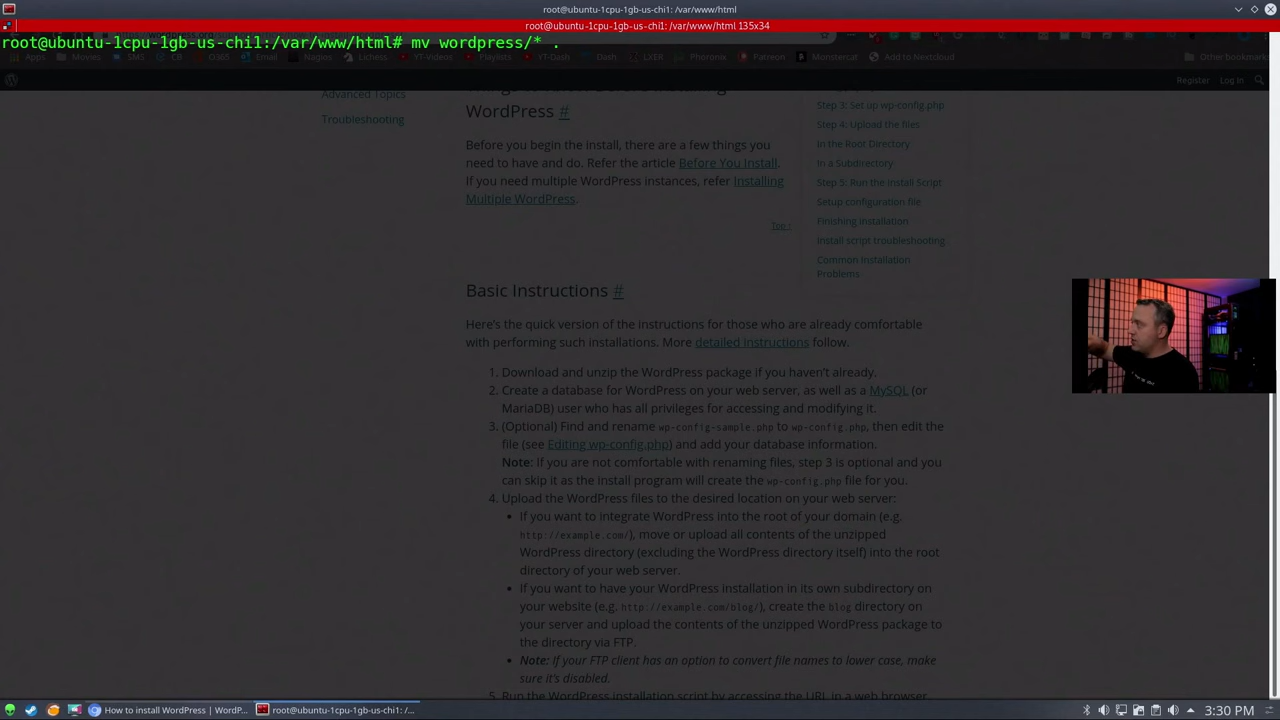 root@ubuntu-1cpu-1gb-us-chi1: /var/www/html
root@ubuntu-1cpu-1gb-us-chi1: /var/www/html 135x34
root@ubuntu-1cpu-1gb-us-chi1:/var/www/html# mv wordpress/* .
Apps Movies SMS CB D365 Email Nagios Lichess YT-Videos Playlists YT-Dash Dash LXER Phoronix Patreon Monstercat Add to Nextcloud Other bookmarks
Register Log In
Advanced Topics
Troubleshooting
WordPress #
Before you begin the install, there are a few things you
need to have and do. Refer the article Before You Install.
If you need multiple WordPress instances, refer Installing
Multiple WordPress.
Top ↑
Step 3: Set up wp-config.php
Step 4: Upload the files
In the Root Directory
In a Subdirectory
Step 5: Run the Install Script
Setup configuration file
Finishing installation
Install script troubleshooting
Common Installation
Problems
Basic Instructions #
Here's the quick version of the instructions for those who are already comfortable
with performing such installations. More detailed instructions follow.
1. Download and unzip the WordPress package if you haven't already.
2. Create a database for WordPress on your web server, as well as a MySQL (or
MariaDB) user who has all privileges for accessing and modifying it.
3. (Optional) Find and rename wp-config-sample.php to wp-config.php, then edit the
file (see Editing wp-config.php) and add your database information.
Note: If you are not comfortable with renaming files, step 3 is optional and you
can skip it as the install program will create the wp-config.php file for you.
4. Upload the WordPress files to the desired location on your web server:
• If you want to integrate WordPress into the root of your domain (e.g.
http://example.com/), move or upload all contents of the unzipped
WordPress directory (excluding the WordPress directory itself) into the root
directory of your web server.
• If you want to have your WordPress installation in its own subdirectory on
your website (e.g. http://example.com/blog/), create the blog directory on
your server and upload the contents of the unzipped WordPress package to
the directory via FTP.
• Note: If your FTP client has an option to convert file names to lower case, make
sure it's disabled.
5. Run the WordPress installation script by accessing the URL in a web browser.
How to install WordPress | WordP...
root@ubuntu-1cpu-1gb-us-chi1: /...
3:30 PM